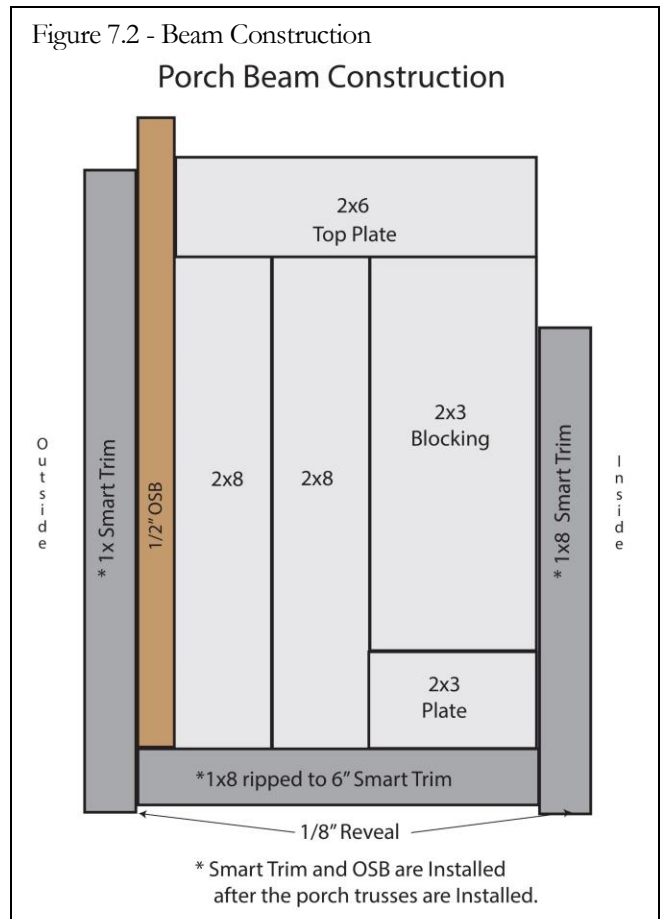 Figure 7.2 - Beam Construction
Porch Beam Construction
2x6
Top Plate
Outside
* 1x Smart Trim
1/2" OSB
2x8
2x8
2x3
Blocking
* 1x8 Smart Trim
Inside
2x3
Plate
*1x8 ripped to 6" Smart Trim
1/8" Reveal
* Smart Trim and OSB are Installed
after the porch trusses are Installed.